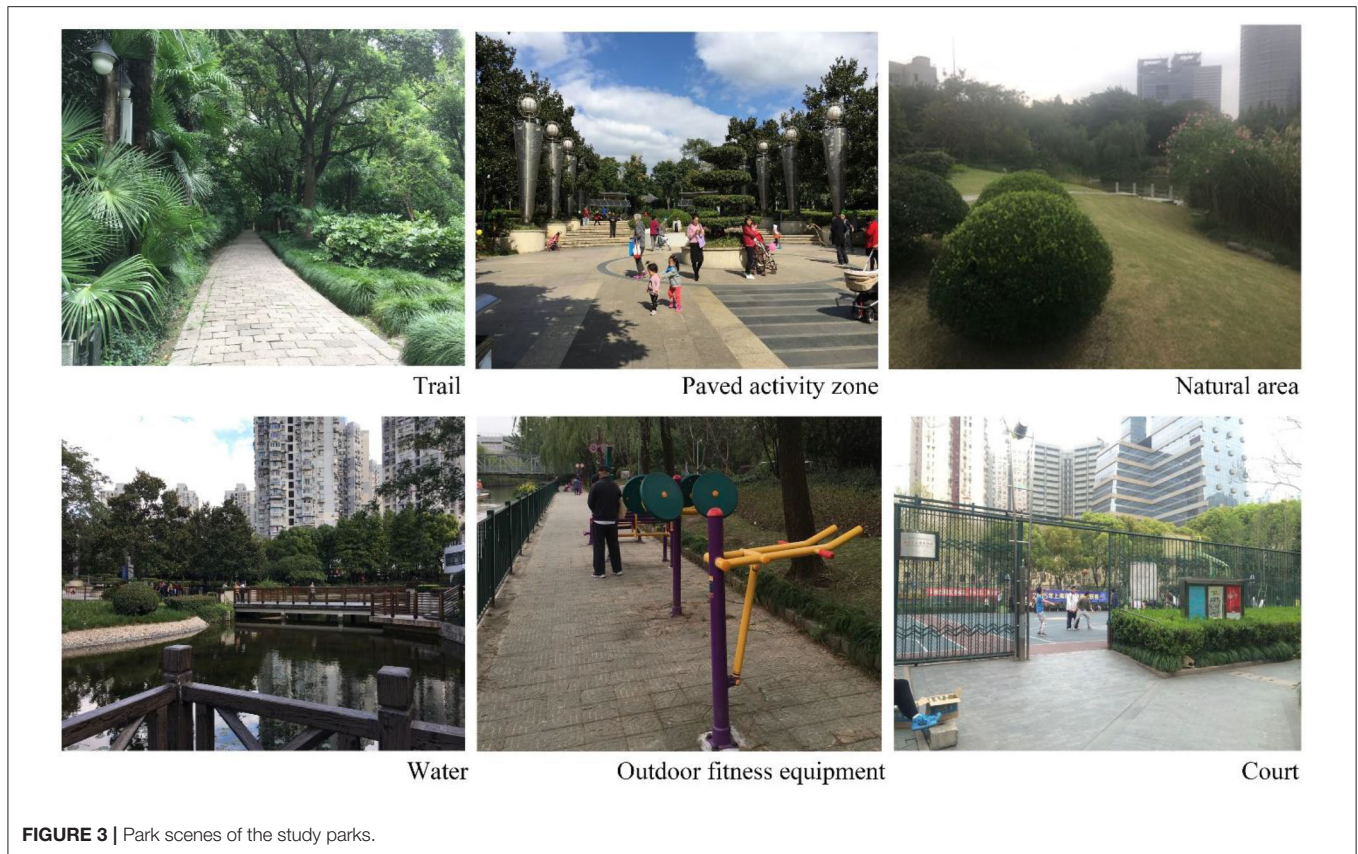 Trail
Paved activity zone
Natural area
Water
Outdoor fitness equipment
Court
FIGURE 3 | Park scenes of the study parks.